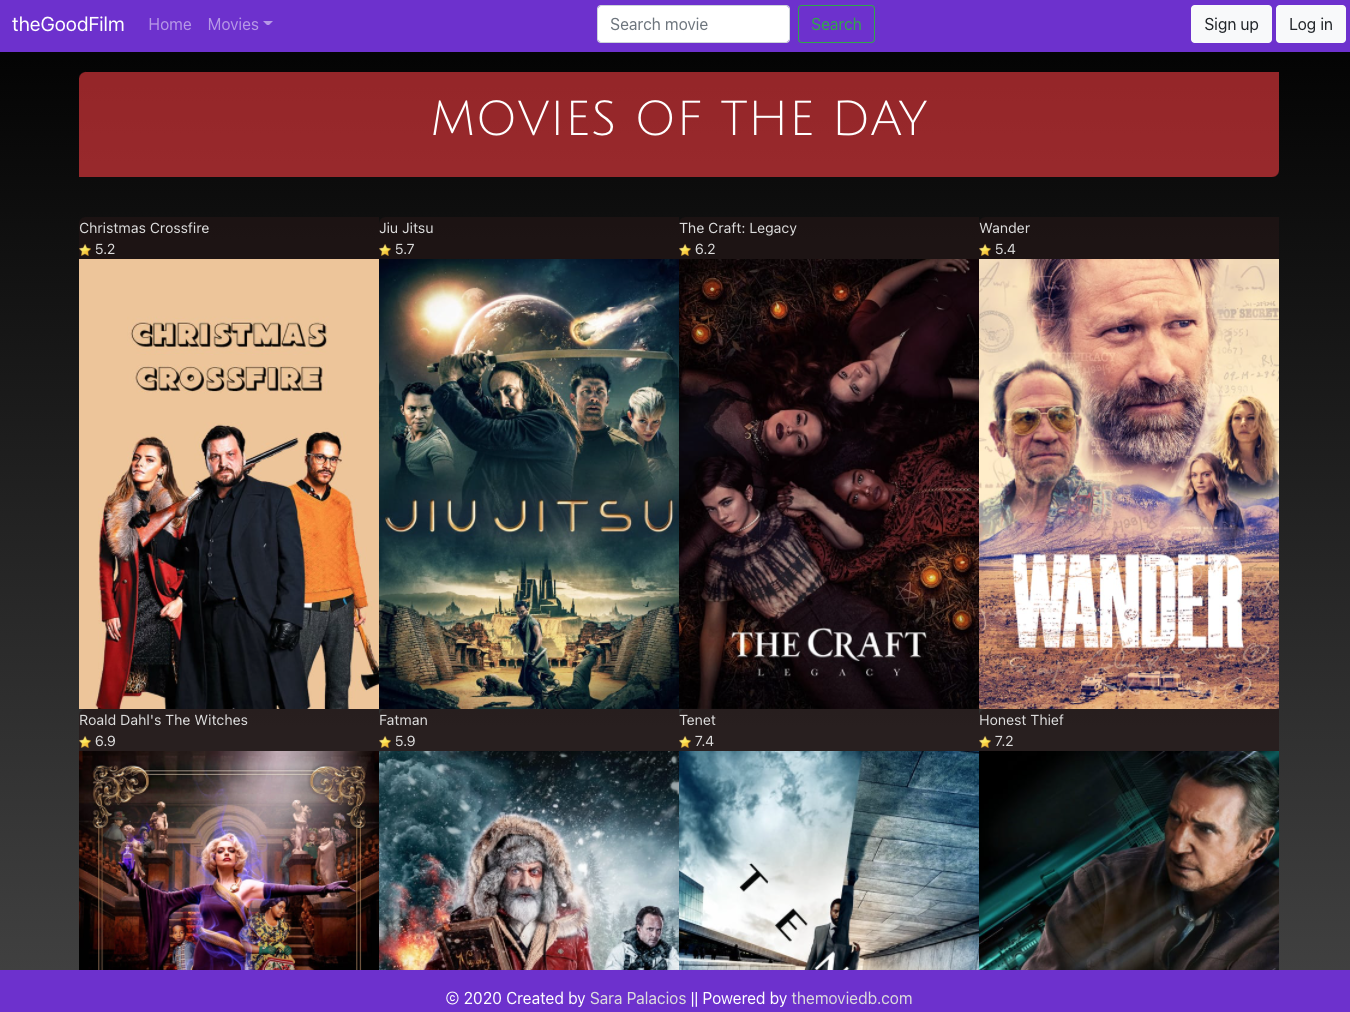 theGoodFilm Home Movies Search movie Search Sign up Log in
MOVIES OF THE DAY
Christmas Crossfire
5.2
Jiu Jitsu
5.7
The Craft: Legacy
6.2
Wander
5.4
CHRISTMAS
CROSSFIRE
JIU JITSU
THE CRAFT
LEGACY
TOP SECRET
WANDER
Roald Dahl's The Witches
6.9
Fatman
5.9
Tenet
7.4
Honest Thief
7.2
T
E
N
© 2020 Created by Sara Palacios || Powered by themoviedb.com